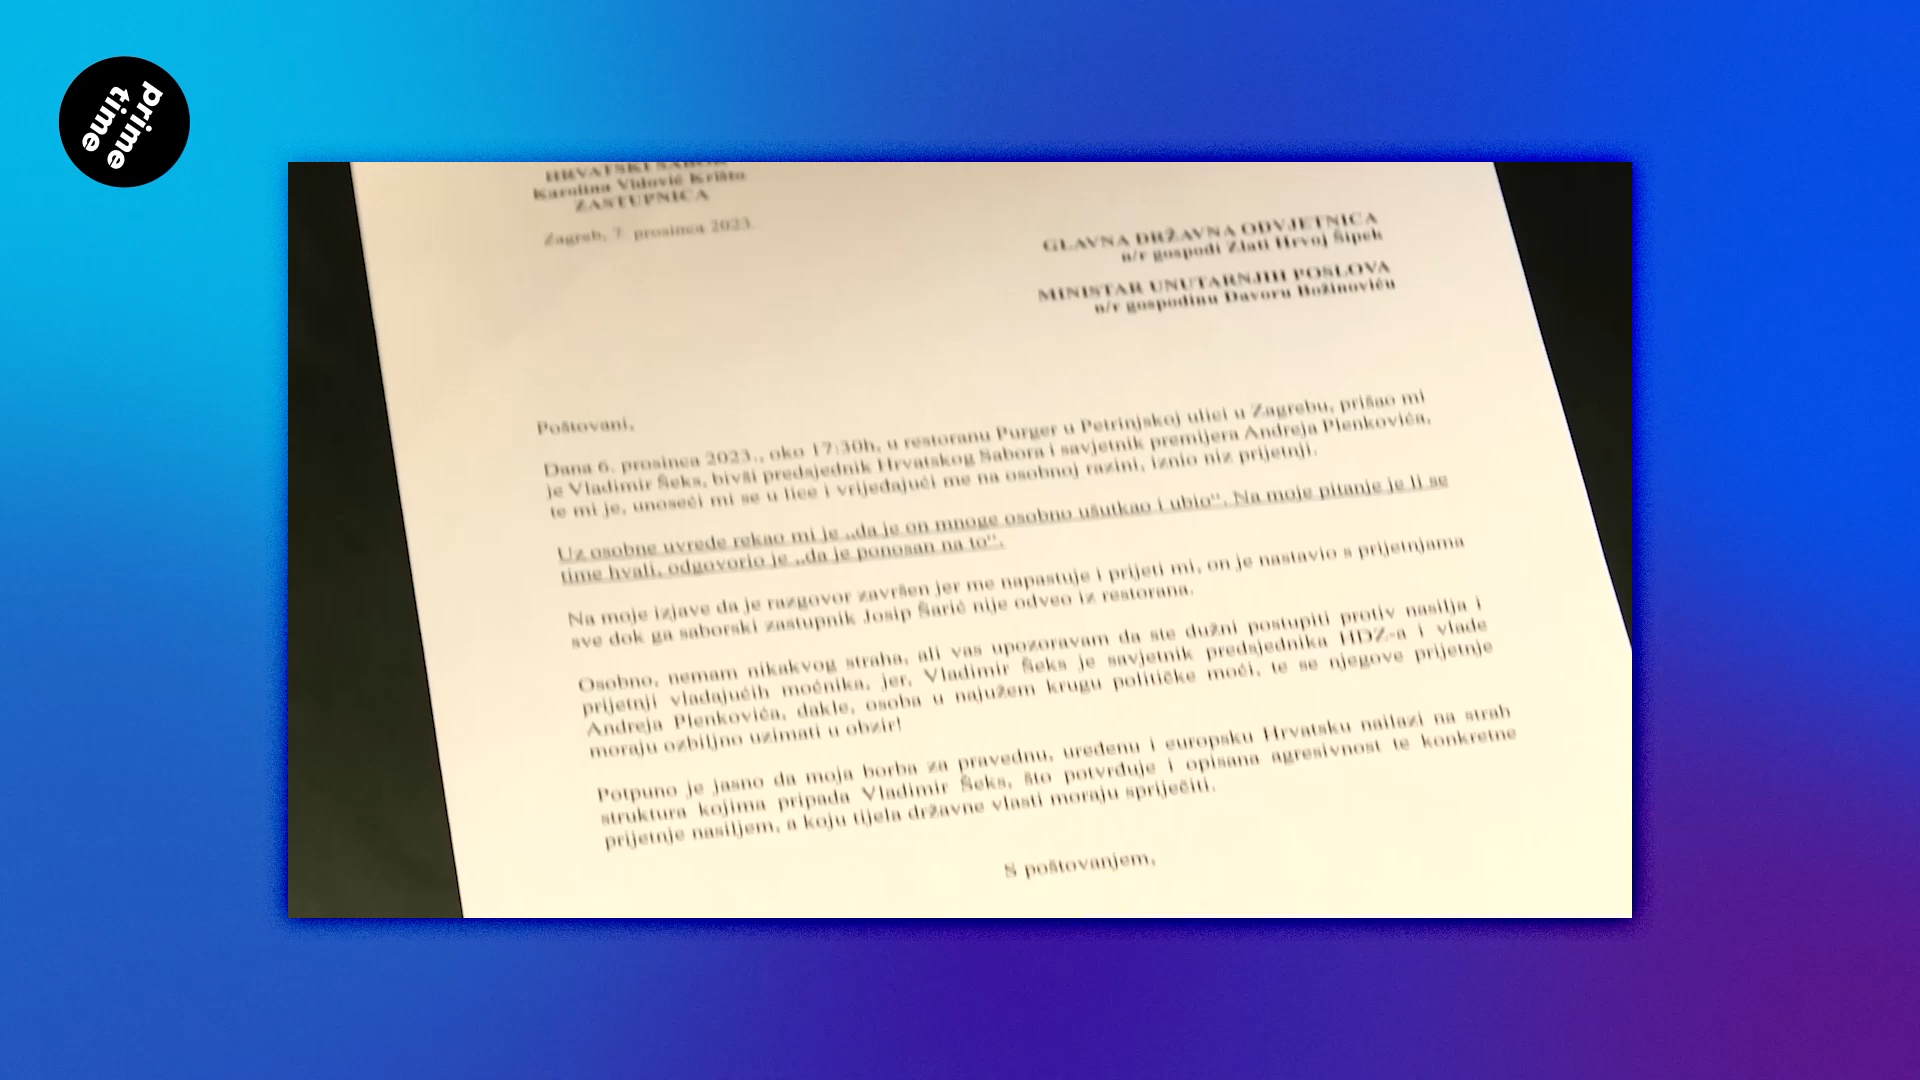 prime
time
HRVATSKI SABOR
Karolina Vidović Krišto
ZASTUPNICA
Zagreb, 7. prosinca 2023.
GLAVNA DRŽAVNA ODVJETNICA
n/r gospođi Zlati Hrvoj Šipek
MINISTAR UNUTARNJIH POSLOVA
n/r gospodinu Davoru Božinoviću
Poštovani,
Dana 6. prosinca 2023., oko 17:30h, u restoranu Purger u Petrinjskoj ulici u Zagrebu, prišao mi
je Vladimir Šeks, bivši predsjednik Hrvatskog Sabora i savjetnik premijera Andreja Plenkovića,
te mi je, unoseći mi se u lice i vrijeđajući me na osobnoj razini, iznio niz prijetnji.
Uz osobne uvrede rekao mi je „da je on mnoge osobno ušutkao i ubio“. Na moje pitanje je li se
time hvali, odgovorio je „da je ponosan na to“.
Na moje izjave da je razgovor završen jer me napastuje i prijeti mi, on je nastavio s prijetnjama
sve dok ga saborski zastupnik Josip Šarić nije odveo iz restorana.
Osobno, nemam nikakvog straha, ali vas upozoravam da ste dužni postupiti protiv nasilja i
prijetnji vladajućih moćnika, jer, Vladimir Šeks je savjetnik predsjednika HDZ-a i vlade
Andreja Plenkovića, dakle, osoba u najužem krugu političke moći, te se njegove prijetnje
moraju ozbiljno uzimati u obzir!
Potpuno je jasno da moja borba za pravednu, uređenu i europsku Hrvatsku nailazi na strah
struktura kojima pripada Vladimir Šeks, što potvrđuje i opisana agresivnost te konkretne
prijetnje nasiljem, a koju tijela državne vlasti moraju spriječiti.
S poštovanjem,